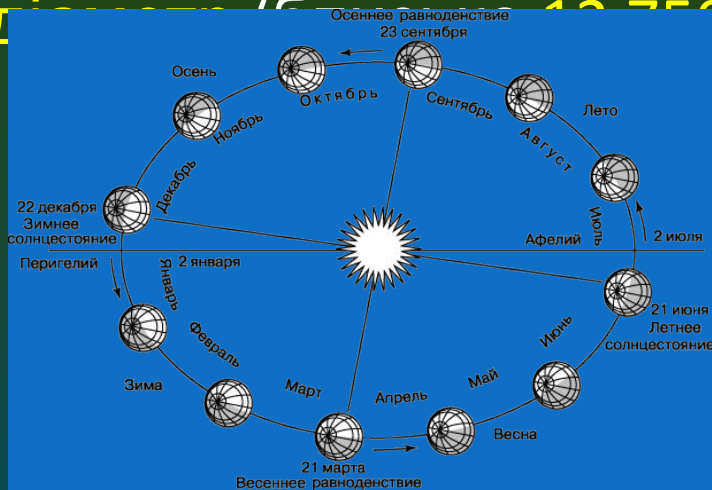 Осеннее равноденствие
23 сентября
Осень
Октябрь
Сентябрь
Лето
Ноябрь
Август
Декабрь
22 декабря
Зимнее
солнцестояние
Июль
Афелий
2 июля
Перигелий
2 января
Январь
21 июня
Летнее
солнцестояние
Июнь
Февраль
Зима
Март
Апрель
Май
Весна
21 марта
Весеннее равноденствие